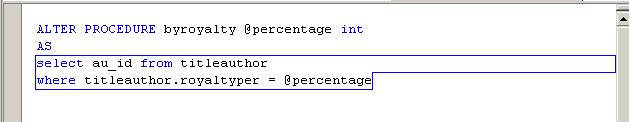 ALTER PROCEDURE byroyalty @percentage int
AS
select au_id from titleauthor
where titleauthor.royaltyper = @percentage